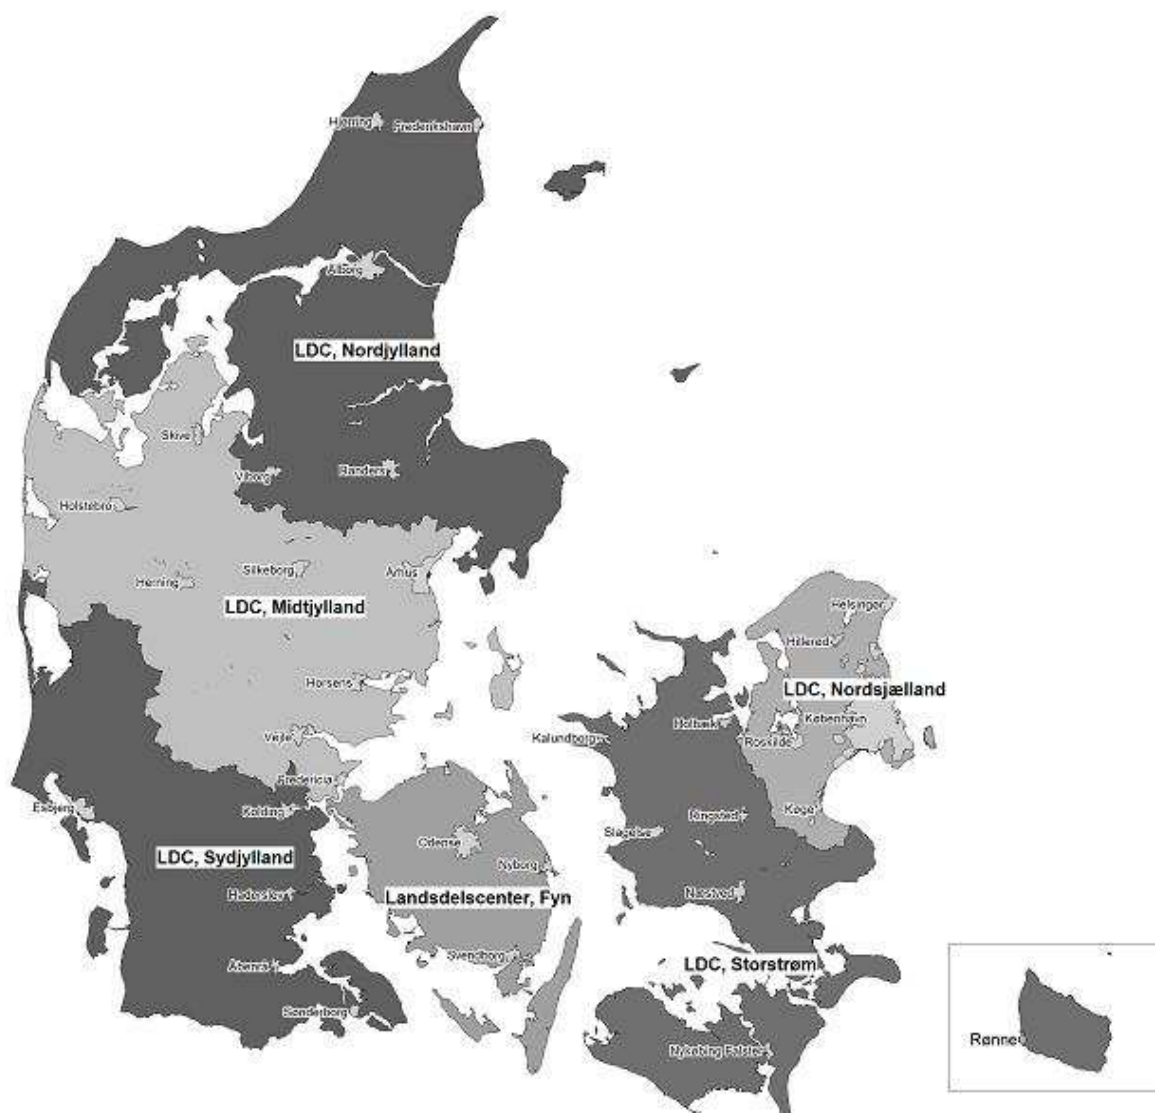 Hjørring
Frederikshavn
Ålborg
LDC, Nordjylland
Skive
Viborg
Randers
Holstebro
Herning
Silkeborg
Århus
LDC, Midtjylland
Helsingør
Hillerød
Horsens
LDC, Nordsjælland
Holbæk
København
Vejle
Kalundborg
Roskilde
Fredericia
Esbjerg
Kolding
Ringsted
Køge
Slagelse
Odense
LDC, Sydjylland
Nyborg
Haderslev
Landsdelscenter, Fyn
Næstved
Svendborg
Åbenrå
LDC, Storstrøm
Sønderborg
Nykøbing Falster
Rønne